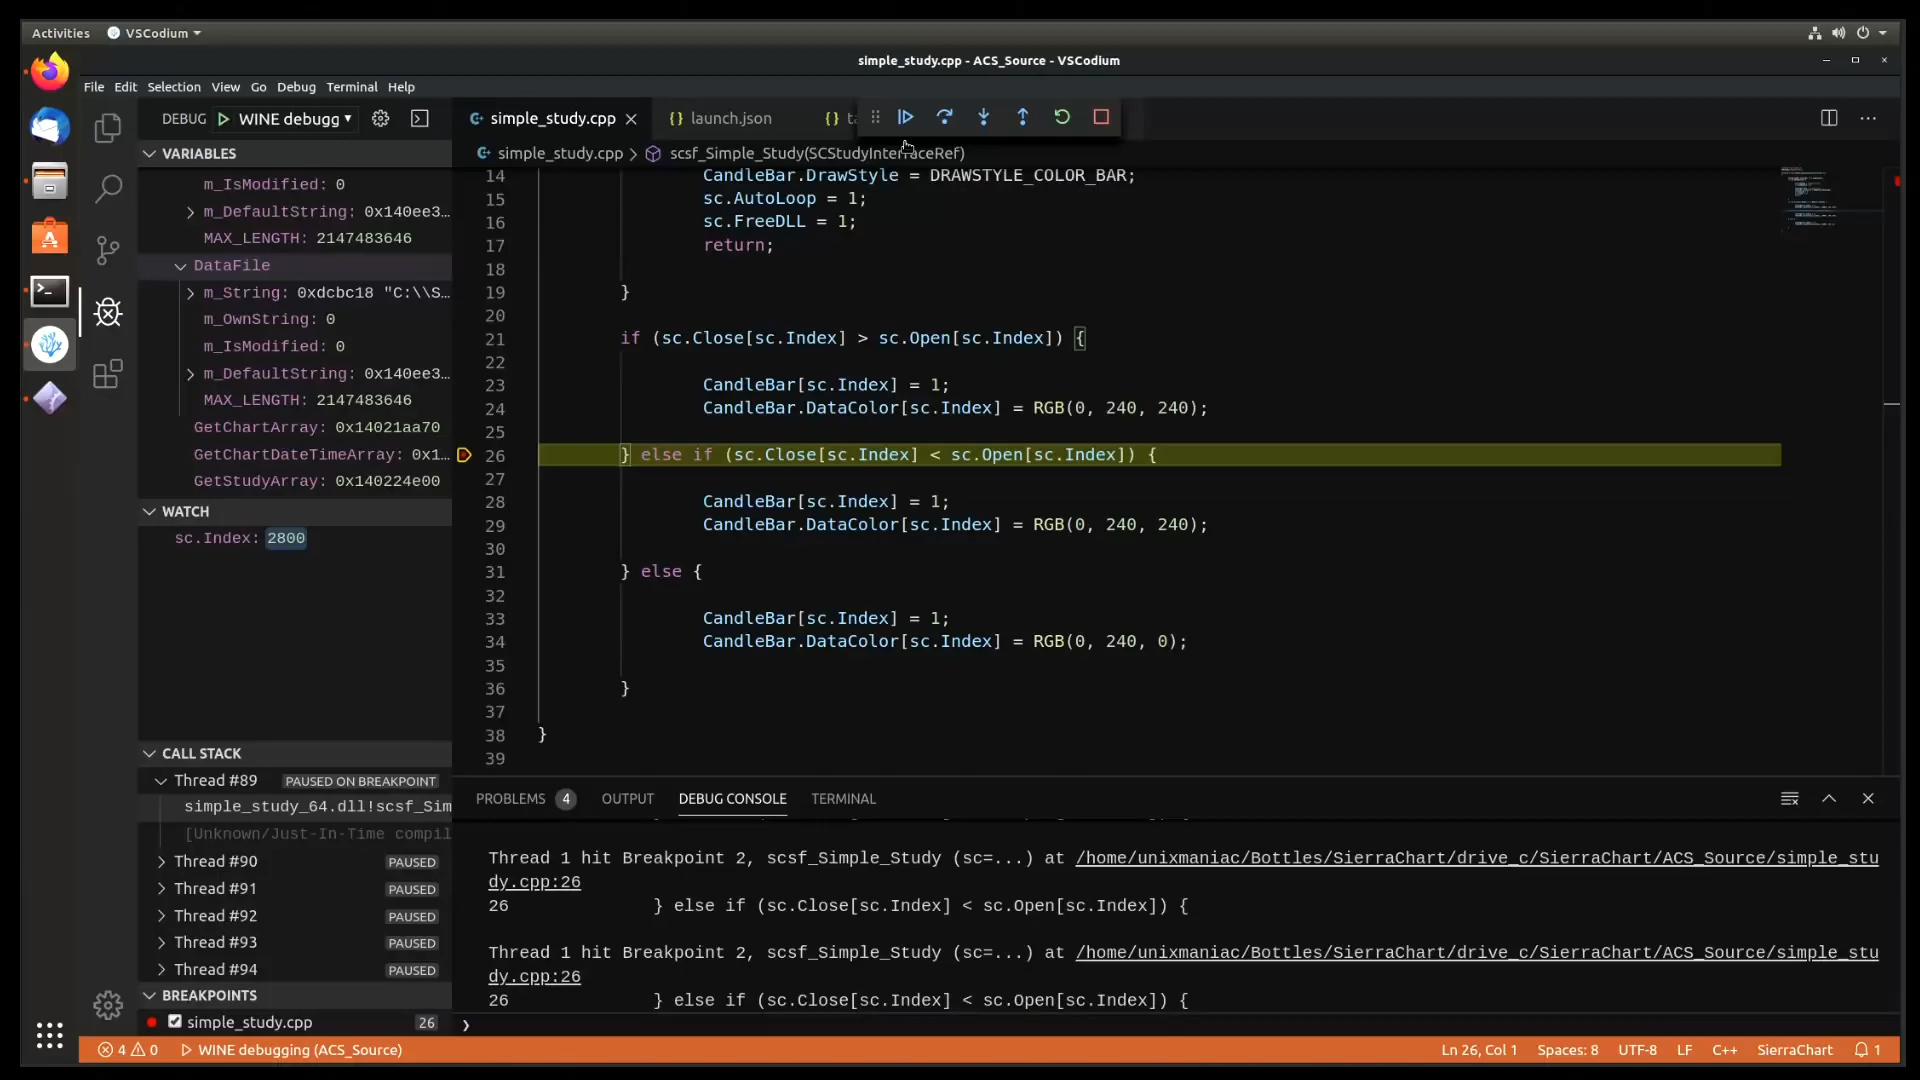 Activities
VSCodium
simple_study.cpp - ACS_Source - VSCodium
File Edit Selection View Go Debug Terminal Help
DEBUG WINE debugg
simple_study.cpp
{} launch.json
{}
VARIABLES
m_IsModified: 0
m_DefaultString: 0x140ee3…
MAX_LENGTH: 2147483646
DataFile
m_String: 0xdcbc18 "C:\\S…
m_OwnString: 0
m_IsModified: 0
m_DefaultString: 0x140ee3…
MAX_LENGTH: 2147483646
GetChartArray: 0x14021aa70
GetChartDateTimeArray: 0x1…
GetStudyArray: 0x140224e00
WATCH
sc.Index: 2800
CALL STACK
Thread #89 PAUSED ON BREAKPOINT
simple_study_64.dll!scsf_Sim
[Unknown/Just-In-Time compil
Thread #90 PAUSED
Thread #91 PAUSED
Thread #92 PAUSED
Thread #93 PAUSED
Thread #94 PAUSED
BREAKPOINTS
simple_study.cpp 26
simple_study.cpp > scsf_Simple_Study(SCStudyInterfaceRef)
14 CandleBar.DrawStyle = DRAWSTYLE_COLOR_BAR;
15 sc.AutoLoop = 1;
16 sc.FreeDLL = 1;
17 return;
18
19 }
20
21 if (sc.Close[sc.Index] > sc.Open[sc.Index]) {
22
23 CandleBar[sc.Index] = 1;
24 CandleBar.DataColor[sc.Index] = RGB(0, 240, 240);
25
26 } else if (sc.Close[sc.Index] < sc.Open[sc.Index]) {
27
28 CandleBar[sc.Index] = 1;
29 CandleBar.DataColor[sc.Index] = RGB(0, 240, 240);
30
31 } else {
32
33 CandleBar[sc.Index] = 1;
34 CandleBar.DataColor[sc.Index] = RGB(0, 240, 0);
35
36 }
37
38 }
39
PROBLEMS 4 OUTPUT DEBUG CONSOLE TERMINAL
Thread 1 hit Breakpoint 2, scsf_Simple_Study (sc=...) at /home/unixmaniac/Bottles/SierraChart/drive_c/SierraChart/ACS_Source/simple_stu
dy.cpp:26
26 } else if (sc.Close[sc.Index] < sc.Open[sc.Index]) {
Thread 1 hit Breakpoint 2, scsf_Simple_Study (sc=...) at /home/unixmaniac/Bottles/SierraChart/drive_c/SierraChart/ACS_Source/simple_stu
dy.cpp:26
26 } else if (sc.Close[sc.Index] < sc.Open[sc.Index]) {
4 0 WINE debugging (ACS_Source)
Ln 26, Col 1 Spaces: 8 UTF-8 LF C++ SierraChart 1